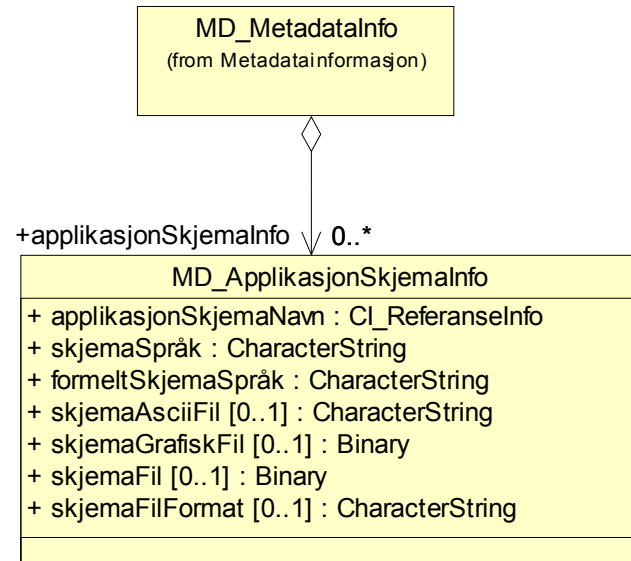 MD_MetadataInfo
(from Metadatainformasjon)
+applikasjonSkjemaInfo 0..*
MD_ApplikasjonSkjemaInfo
+ applikasjonSkjemaNavn : CI_ReferanseInfo
+ skjemaSpråk : CharacterString
+ formeltSkjemaSpråk : CharacterString
+ skjemaAsciiFil [0..1] : CharacterString
+ skjemaGrafiskFil [0..1] : Binary
+ skjemaFil [0..1] : Binary
+ skjemaFilFormat [0..1] : CharacterString